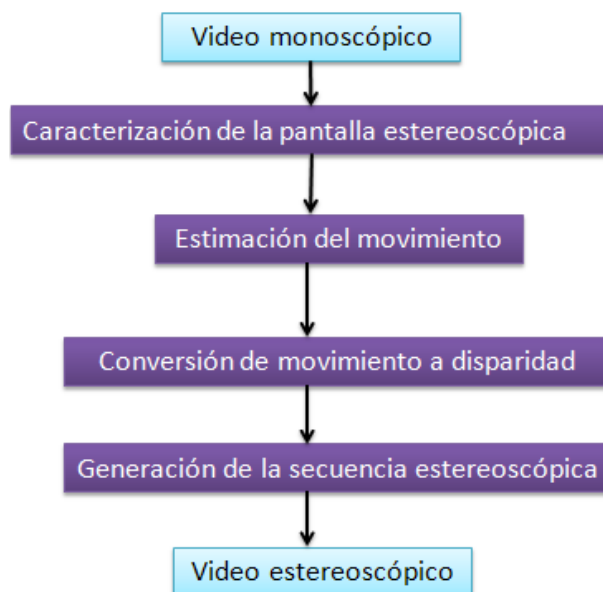 Video monoscópico
Caracterización de la pantalla estereoscópica
Estimación del movimiento
Conversión de movimiento a disparidad
Generación de la secuencia estereoscópica
Video estereoscópico